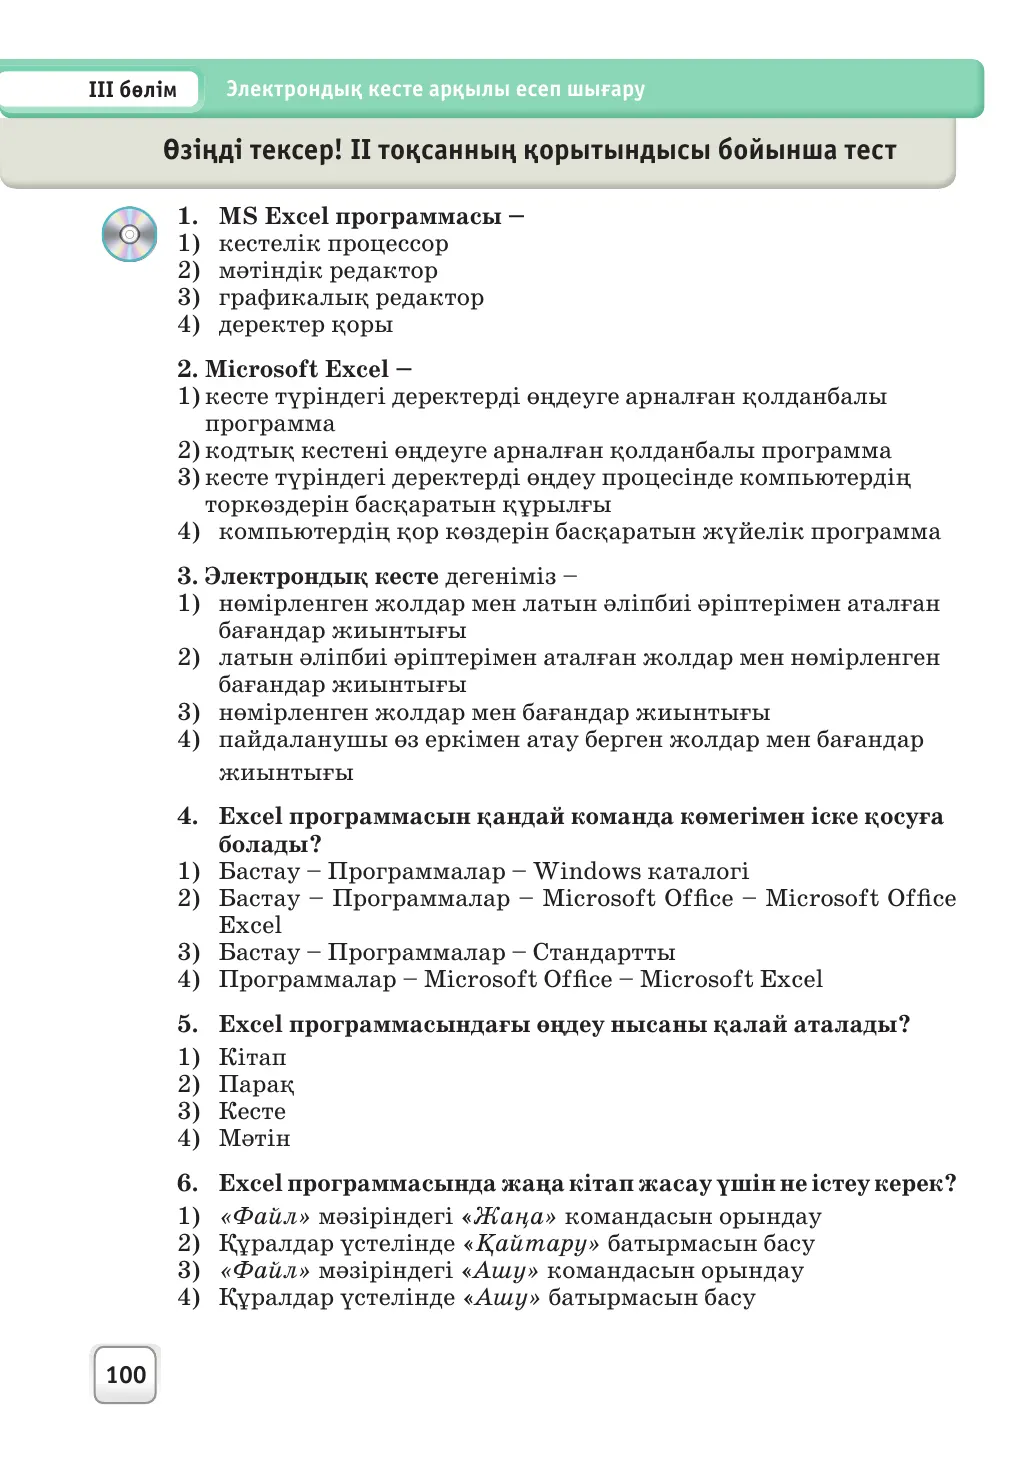 III бөлім
Электрондық кесте арқылы есеп шығару
Өзіңді тексер! II тоқсанның қорытындысы бойынша тест
1. MS Excel программасы –
1) кестелік процессор
2) мәтіндік редактор
3) графикалық редактор
4) деректер қоры
2. Microsoft Excel –
1) кесте түріндегі деректерді өңдеуге арналған қолданбалы
программа
2) кодтық кестені өңдеуге арналған қолданбалы программа
3) кесте түріндегі деректерді өңдеу процесінде компьютердің
торкөздерін басқаратын құрылғы
4) компьютердің қор көздерін басқаратын жүйелік программа
3. Электрондық кесте дегеніміз –
1) нөмірленген жолдар мен латын әліпбиі әріптерімен аталған
бағандар жиынтығы
2) латын әліпбиі әріптерімен аталған жолдар мен нөмірленген
бағандар жиынтығы
3) нөмірленген жолдар мен бағандар жиынтығы
4) пайдаланушы өз еркімен атау берген жолдар мен бағандар
жиынтығы
4. Excel программасын қандай команда көмегімен іске қосуға
болады?
1) Бастау – Программалар – Windows каталогі
2) Бастау – Программалар – Microsoft Office – Microsoft Office
Excel
3) Бастау – Программалар – Стандартты
4) Программалар – Microsoft Office – Microsoft Excel
5. Excel программасындағы өңдеу нысаны қалай аталады?
1) Кітап
2) Парақ
3) Кесте
4) Мәтін
6. Excel программасында жаңа кітап жасау үшін не істеу керек?
1) «Файл» мәзіріндегі «Жаңа» командасын орындау
2) Құралдар үстелінде «Қайтару» батырмасын басу
3) «Файл» мәзіріндегі «Ашу» командасын орындау
4) Құралдар үстелінде «Ашу» батырмасын басу
100